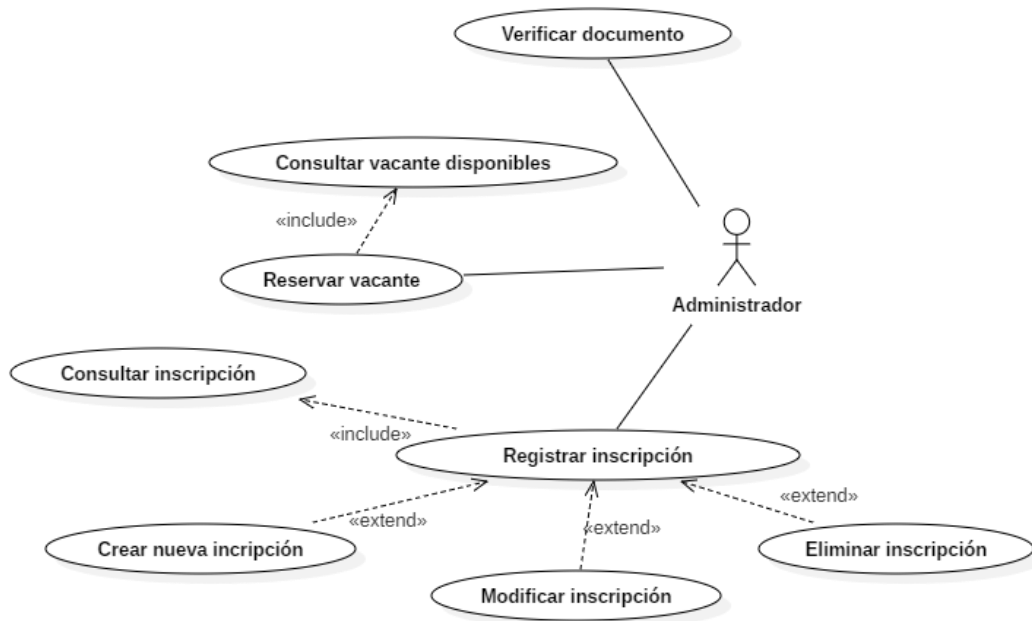 Verificar documento
Consultar vacante disponibles
«include»
Reservar vacante
Administrador
Consultar inscripción
«include»
Registrar inscripción
«extend»
«extend»
«extend»
Crear nueva incripción
Eliminar inscripción
Modificar inscripción